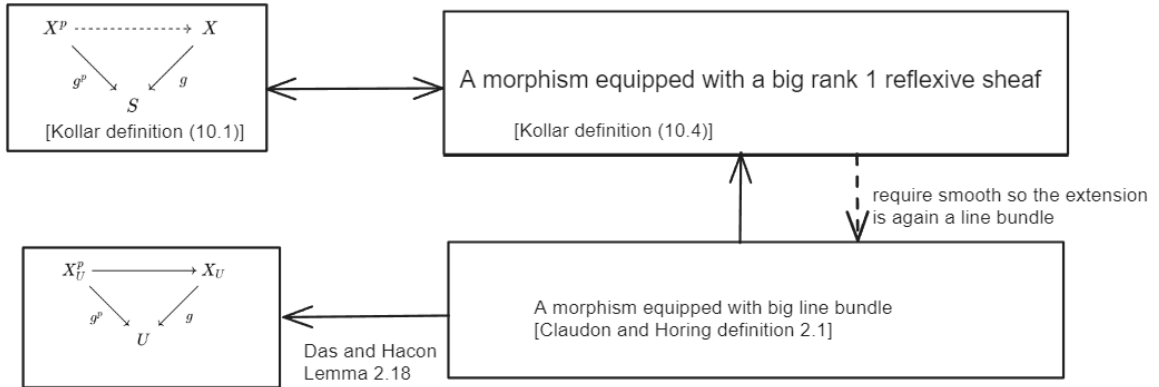 X^p X
g^p g
S
[Kollar definition (10.1)]
A morphism equipped with a big rank 1 reflexive sheaf
[Kollar definition (10.4)]
require smooth so the extension
is again a line bundle
X^p_U X_U
g^p g
U
Das and Hacon
Lemma 2.18
A morphism equipped with big line bundle
[Claudon and Horing definition 2.1]